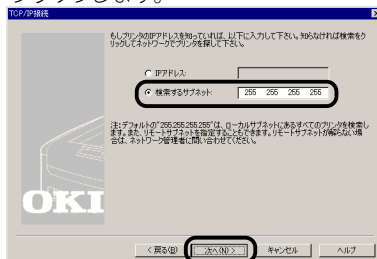 クリックします。
TCP/IP接続
もしプリンタのIPアドレスを知っていれば、以下に入力して下さい。知らなければ検索をク
リックしてネットワークでプリンタを探して下さい。
IPアドレス:
検索するサブネット: 255 255 255 255
注:デフォルトの"255.255.255.255"は、ローカルサブネットにあるすべてのプリンタを検索し
ます。また、リモートサブネットを指定することもできます。リモートサブネットが解らない場
合は、ネットワーク管理者に問い合わせてください。
OKI
< 戻る(B) 次へ(N) > キャンセル ヘルプ